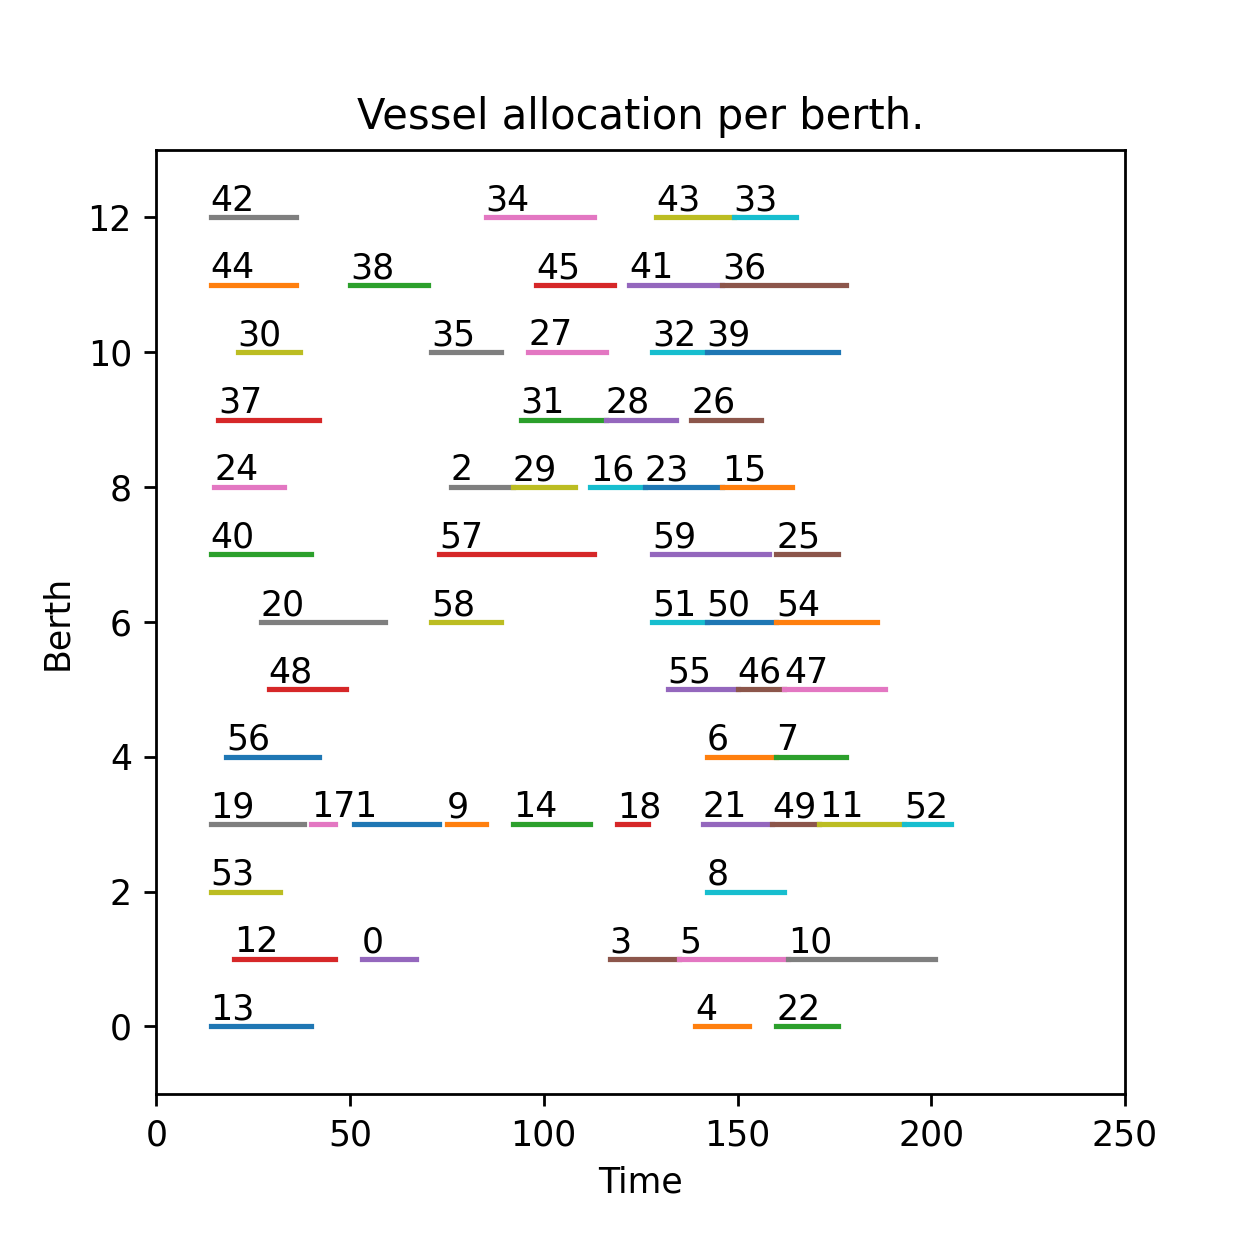 Vessel allocation per berth.
12 42 34 43 33
44 38 45 41 36
10 30 35 27 32 39
37 31 28 26
8 24 2 29 16 23 15
40 57 59 25
6 20 58 51 50 54
48 55 46 47
4 56 6 7
19 17 1 9 14 18 21 49 11 52
2 53 8
12 0 3 5 10
0 13 4 22
Berth
0 50 100 150 200 250
Time